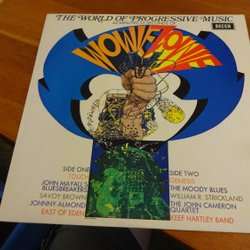 THE WORLD OF PROGRESSIVE MUSIC
DECCA
WOWIE ZOWIE
SIDE ONE
TOUCH
JOHN MAYALL'S
BLUESBREAKERS
SAVOY BROWN
JOHNNY ALMOND
EAST OF EDEN
SIDE TWO
GENESIS
THE MOODY BLUES
WILLIAM R. STRICKLAND
THE JOHN CAMERON
QUARTET
KEEF HARTLEY BAND